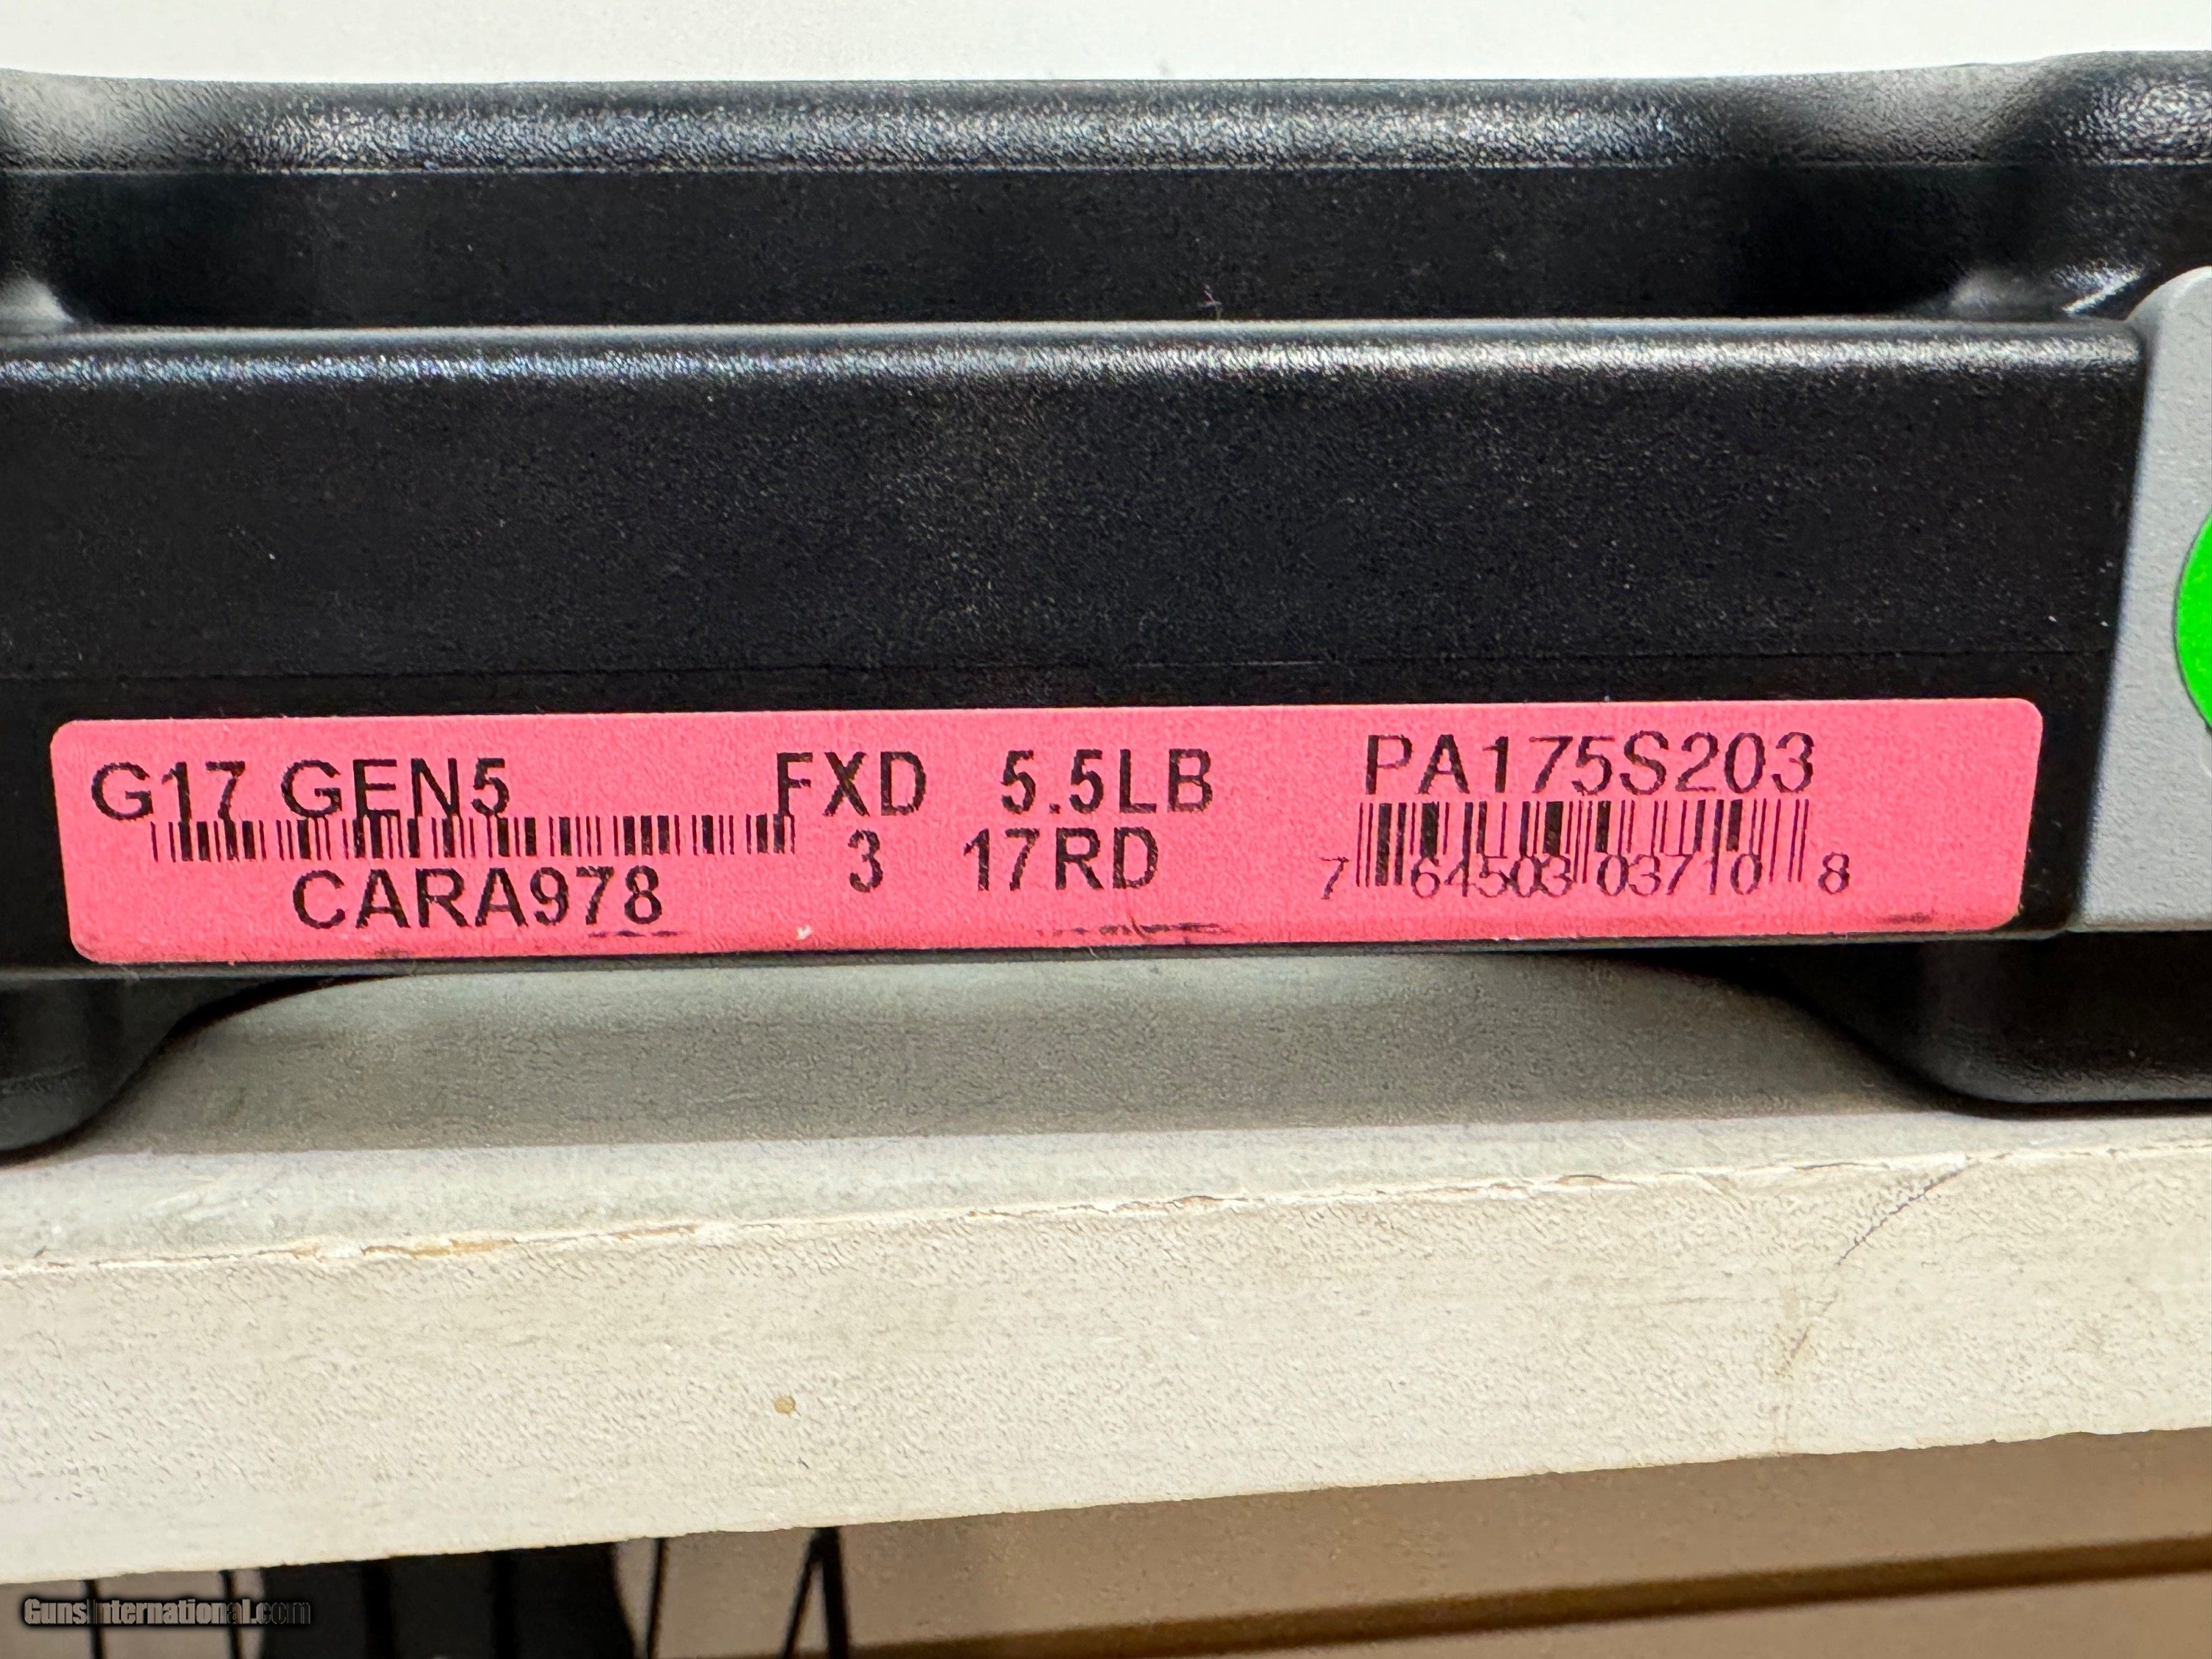 G17 GEN5 FXD 5.5LB PA175S203
3 17RD
CARA978
7 64503 03710 8
GunsInternational.com